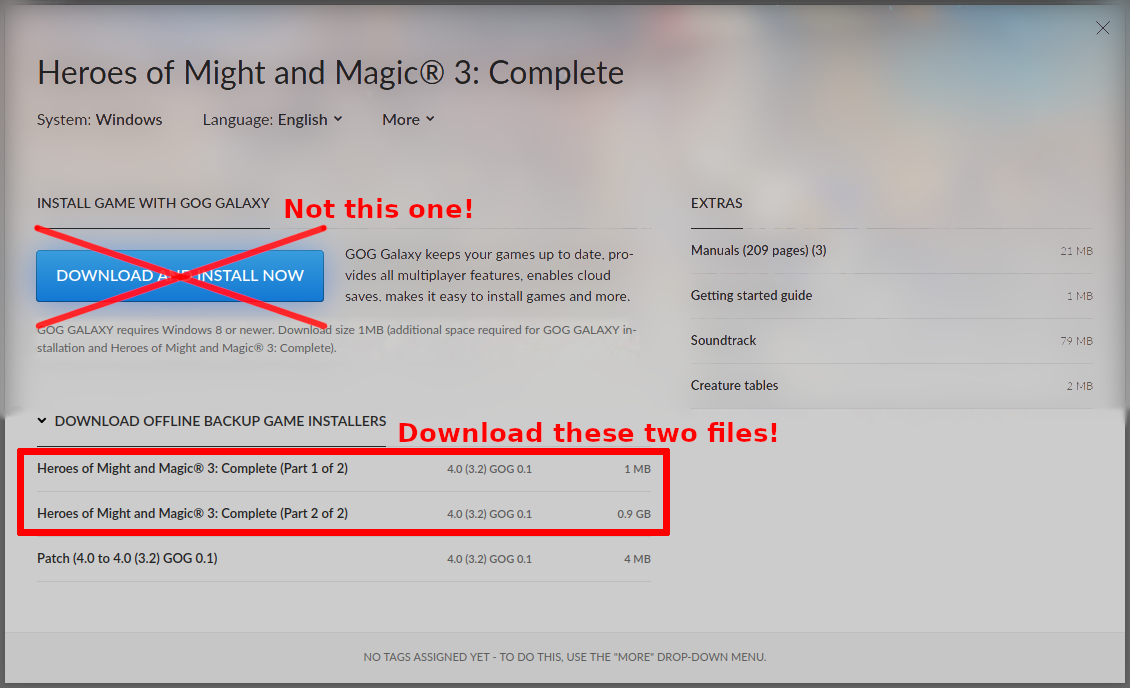 Heroes of Might and Magic® 3: Complete
System: Windows Language: English More
INSTALL GAME WITH GOG GALAXY
Not this one!
DOWNLOAD AND INSTALL NOW
GOG Galaxy keeps your games up to date, pro-
vides all multiplayer features, enables cloud
saves, makes it easy to install games and more.
GOG GALAXY requires Windows 8 or newer. Download size 1MB (additional space required for GOG GALAXY in-
stallation and Heroes of Might and Magic® 3: Complete).
EXTRAS
Manuals (209 pages) (3) 21 MB
Getting started guide 1 MB
Soundtrack 79 MB
Creature tables 2 MB
DOWNLOAD OFFLINE BACKUP GAME INSTALLERS
Download these two files!
Heroes of Might and Magic® 3: Complete (Part 1 of 2) 4.0 (3.2) GOG 0.1 1 MB
Heroes of Might and Magic® 3: Complete (Part 2 of 2) 4.0 (3.2) GOG 0.1 0.9 GB
Patch (4.0 to 4.0 (3.2) GOG 0.1) 4.0 (3.2) GOG 0.1 4 MB
NO TAGS ASSIGNED YET - TO DO THIS, USE THE "MORE" DROP-DOWN MENU.